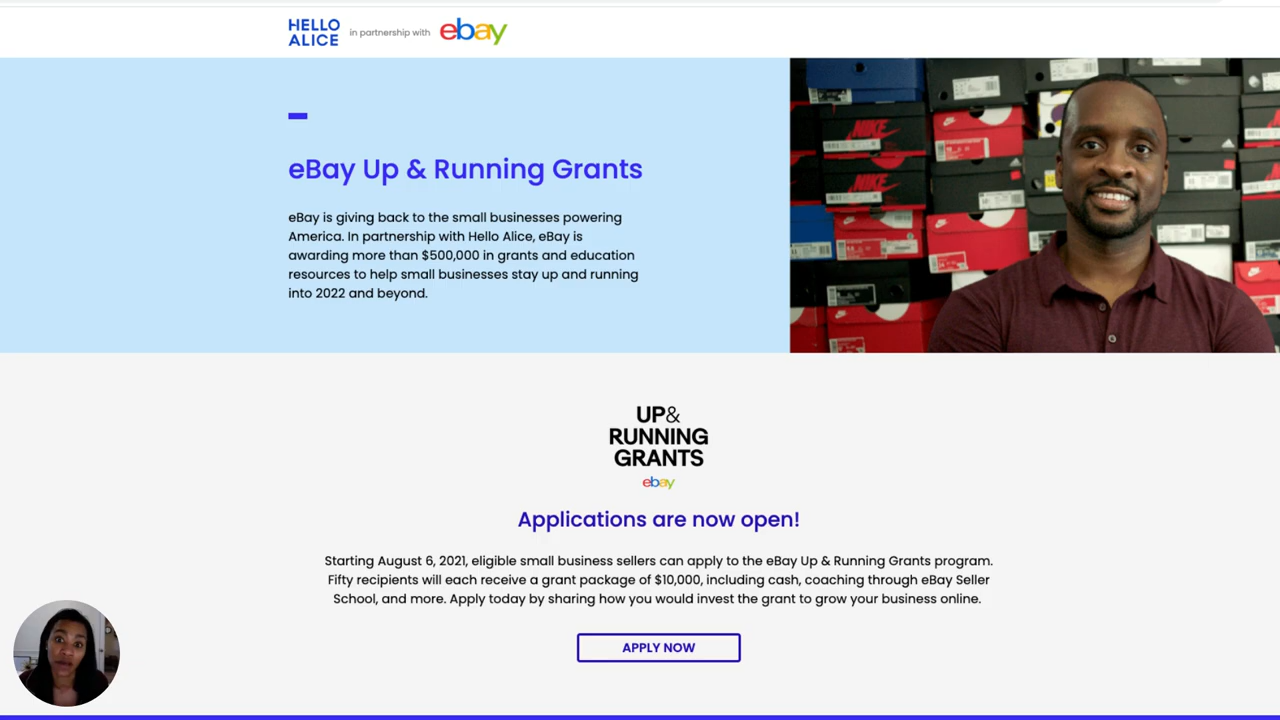 HELLO
ALICE
in partnership with
ebay
eBay Up & Running Grants
eBay is giving back to the small businesses powering
America. In partnership with Hello Alice, eBay is
awarding more than $500,000 in grants and education
resources to help small businesses stay up and running
into 2022 and beyond.
NIKE
NIKE
UP&
RUNNING
GRANTS
ebay
Applications are now open!
Starting August 6, 2021, eligible small business sellers can apply to the eBay Up & Running Grants program.
Fifty recipients will each receive a grant package of $10,000, including cash, coaching through eBay Seller
School, and more. Apply today by sharing how you would invest the grant to grow your business online.
APPLY NOW